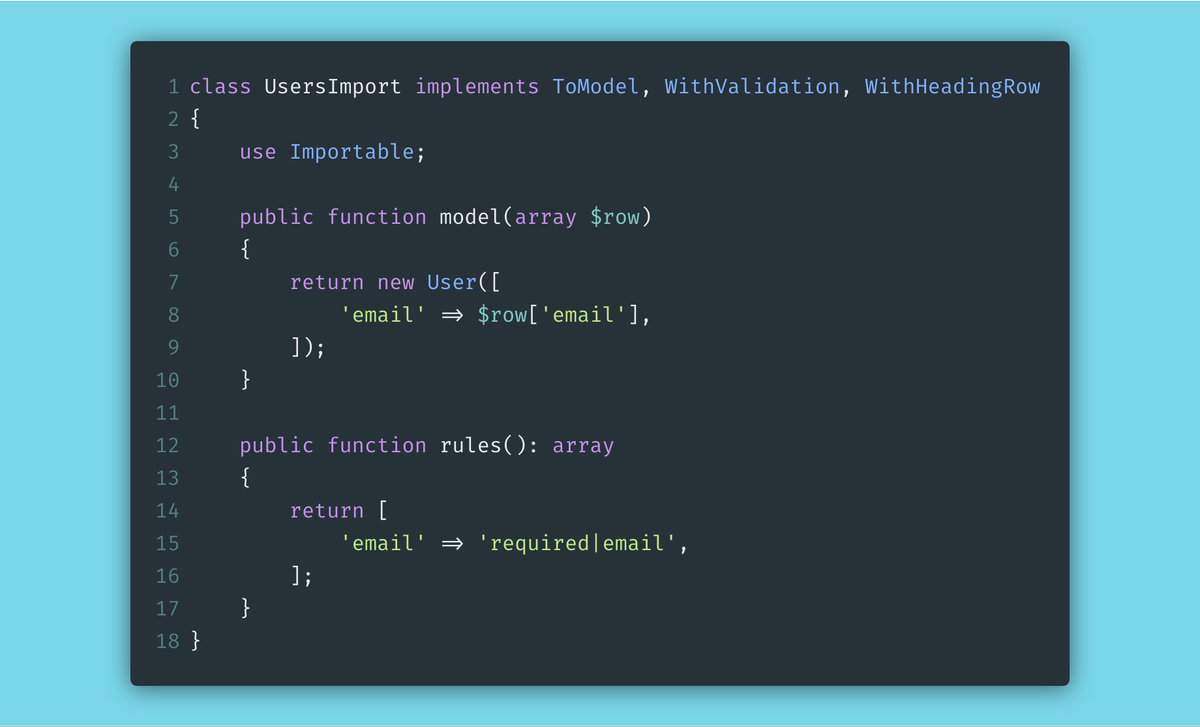 1 class UsersImport implements ToModel, WithValidation, WithHeadingRow
2 {
3     use Importable;
4
5     public function model(array $row)
6     {
7         return new User([
8             'email' => $row['email'],
9         ]);
10     }
11
12     public function rules(): array
13     {
14         return [
15             'email' => 'required|email',
16         ];
17     }
18 }